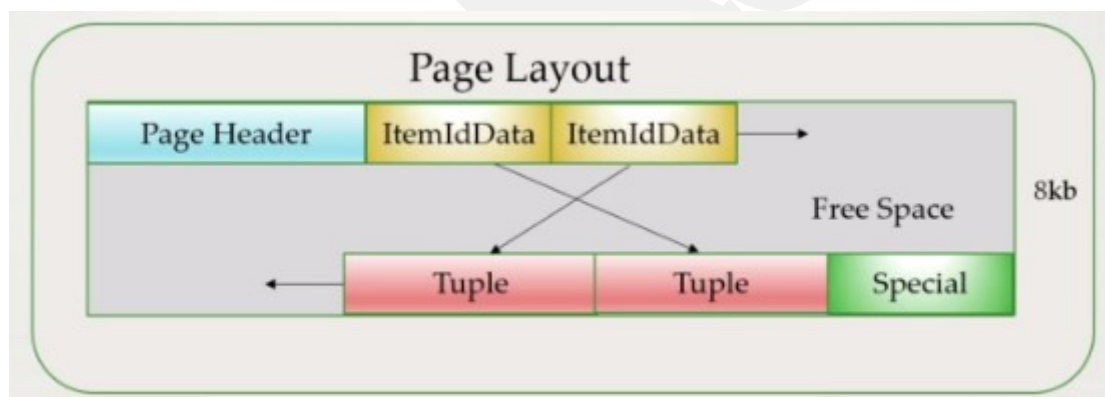 Page Layout
Page Header ItemIdData ItemIdData
8kb
Free Space
Tuple Tuple Special